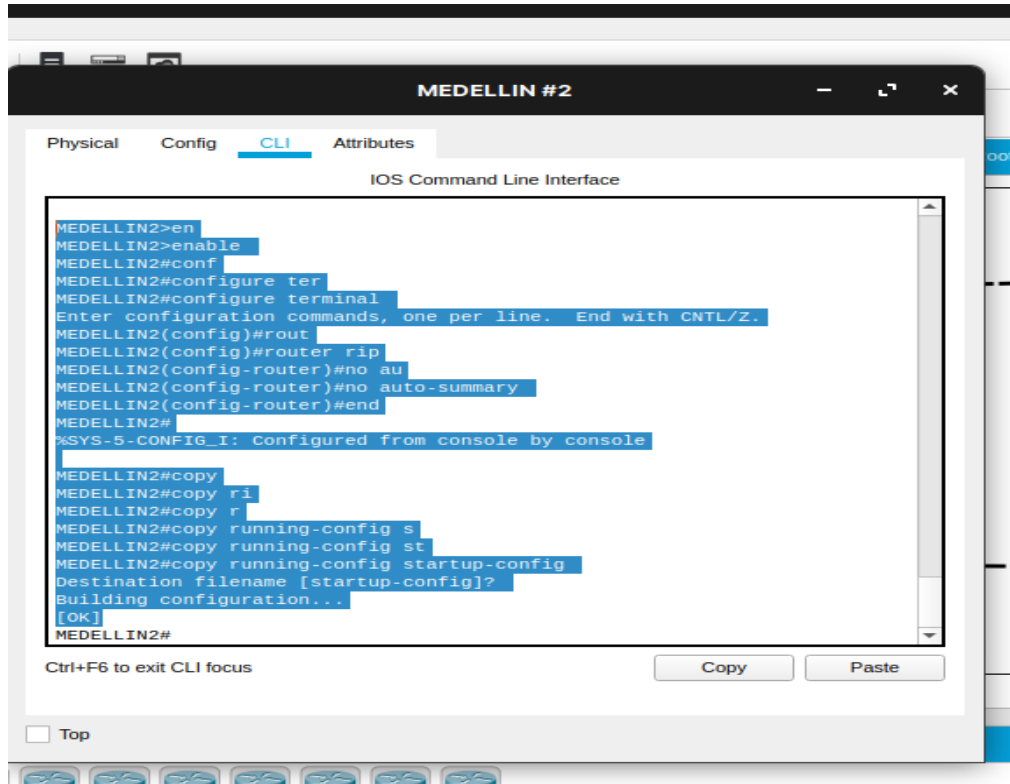 MEDELLIN #2
Physical Config CLI Attributes
IOS Command Line Interface
MEDELLIN2>en
MEDELLIN2>enable
MEDELLIN2#conf
MEDELLIN2#configure ter
MEDELLIN2#configure terminal
Enter configuration commands, one per line.  End with CNTL/Z.
MEDELLIN2(config)#rout
MEDELLIN2(config)#router rip
MEDELLIN2(config-router)#no au
MEDELLIN2(config-router)#no auto-summary
MEDELLIN2(config-router)#end
MEDELLIN2#
%SYS-5-CONFIG_I: Configured from console by console
MEDELLIN2#copy
MEDELLIN2#copy ri
MEDELLIN2#copy r
MEDELLIN2#copy running-config s
MEDELLIN2#copy running-config st
MEDELLIN2#copy running-config startup-config
Destination filename [startup-config]?
Building configuration...
[OK]
MEDELLIN2#
Ctrl+F6 to exit CLI focus
Copy Paste
Top